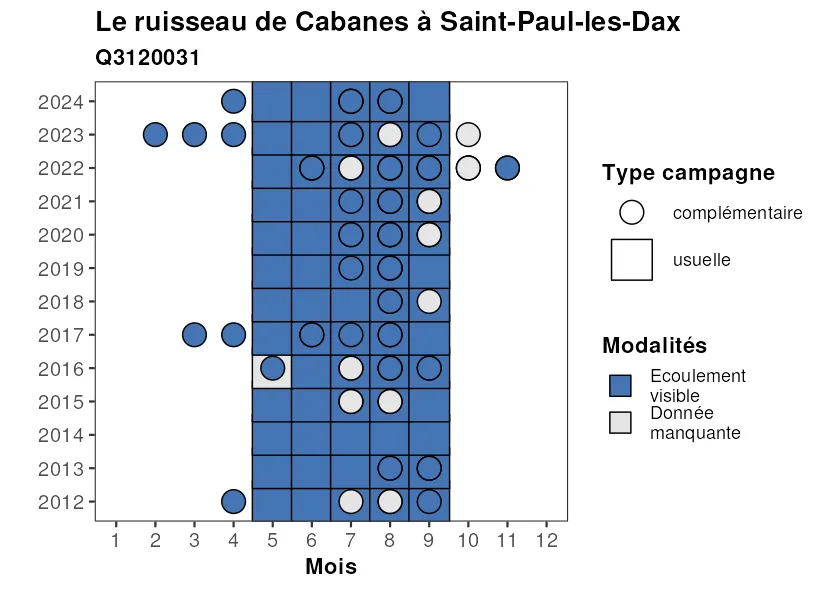 Le ruisseau de Cabanes à Saint-Paul-les-Dax
Q3120031
2024
2023
2022
2021
2020
2019
2018
2017
2016
2015
2014
2013
2012
1 2 3 4 5 6 7 8 9 10 11 12
Mois
Type campagne
complémentaire
usuelle
Modalités
Ecoulement
visible
Donnée
manquante